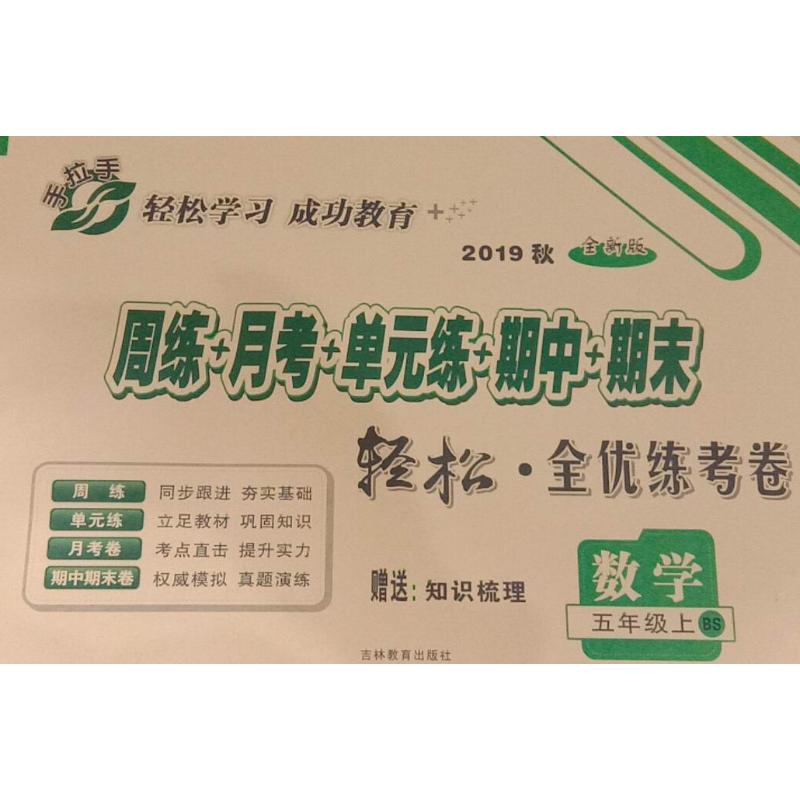 手拉手
轻松学习 成功教育
2019 秋 全新版
周练+月考+单元练+期中+期末
轻松·全优练考卷
周 练 同步跟进 夯实基础
单元练 立足教材 巩固知识
月考卷 考点直击 提升实力
期中期末卷 权威模拟 真题演练
赠送:知识梳理
数学
五年级上 BS
吉林教育出版社